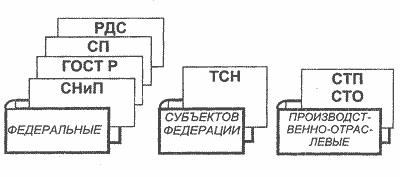 РДС
СП
ГОСТ Р
СНиП
ФЕДЕРАЛЬНЫЕ
ТСН
СУБЪЕКТОВ
ФЕДЕРАЦИИ
СТП
СТО
ПРОИЗВОДСТ-
ВЕННО-ОТРАС-
ЛЕВЫЕ